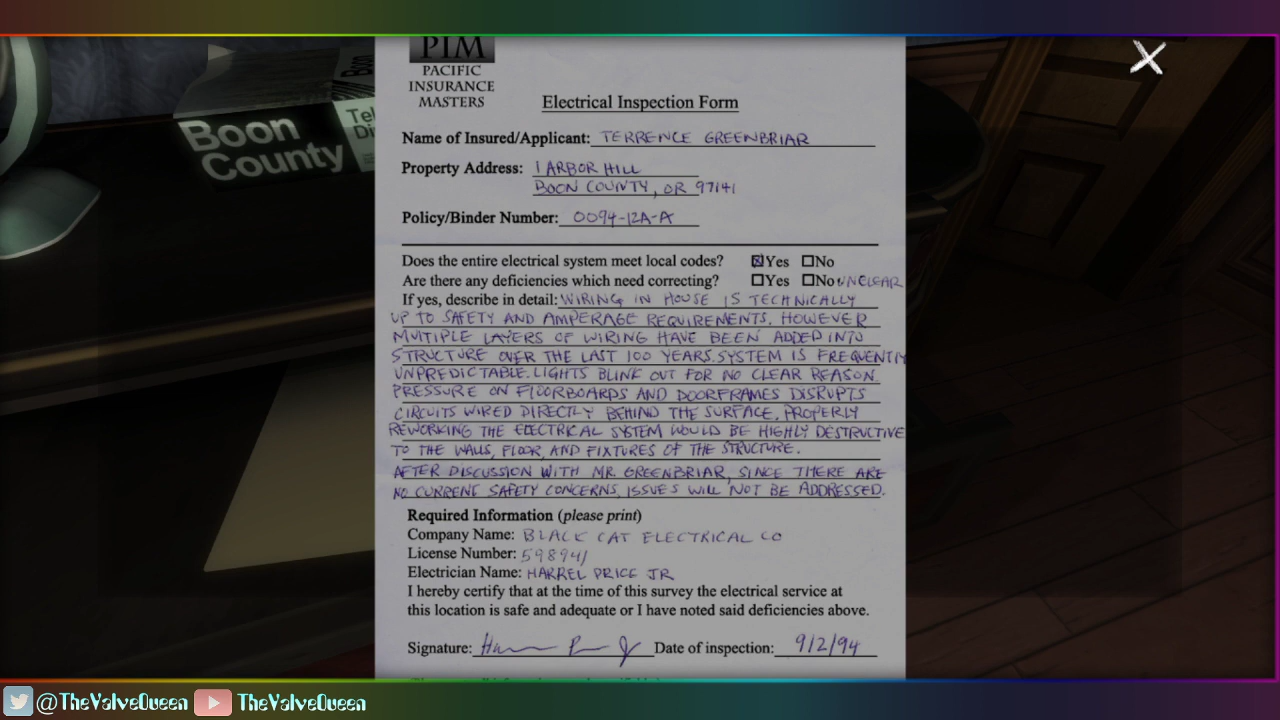 PIM
PACIFIC
INSURANCE
MASTERS
Electrical Inspection Form
Name of Insured/Applicant: TERRENCE GREENBRIAR
Property Address: 1 ARBOR HILL
BOON COUNTY, OR 97141
Policy/Binder Number: 0094-12A-A
Does the entire electrical system meet local codes? ☒Yes ☐No
Are there any deficiencies which need correcting? ☐Yes ☐No UNCLEAR
If yes, describe in detail: WIRING IN HOUSE IS TECHNICALLY
UP TO SAFETY AND AMPERAGE REQUIREMENTS. HOWEVER
MULTIPLE LAYERS OF WIRING HAVE BEEN ADDED INTO
STRUCTURE OVER THE LAST 100 YEARS. SYSTEM IS FREQUENTLY
UNPREDICTABLE. LIGHTS BLINK OUT FOR NO CLEAR REASON.
PRESSURE ON FLOORBOARDS AND DOORFRAMES DISRUPTS
CIRCUITS WIRED DIRECTLY BEHIND THE SURFACE. PROPERLY
REWORKING THE ELECTRICAL SYSTEM WOULD BE HIGHLY DESTRUCTIVE
TO THE WALLS, FLOOR, AND FIXTURES OF THE STRUCTURE.
AFTER DISCUSSION WITH MR. GREENBRIAR, SINCE THERE ARE
NO CURRENT SAFETY CONCERNS, ISSUES WILL NOT BE ADDRESSED.
Required Information (please print)
Company Name: BLACK CAT ELECTRICAL CO
License Number: 598941
Electrician Name: HARREL PRICE JR
I hereby certify that at the time of this survey the electrical service at
this location is safe and adequate or I have noted said deficiencies above.
Signature: Date of inspection: 9/2/94
Boon
County
Boon
Tel
Di
@TheValveQueen
TheValveQueen